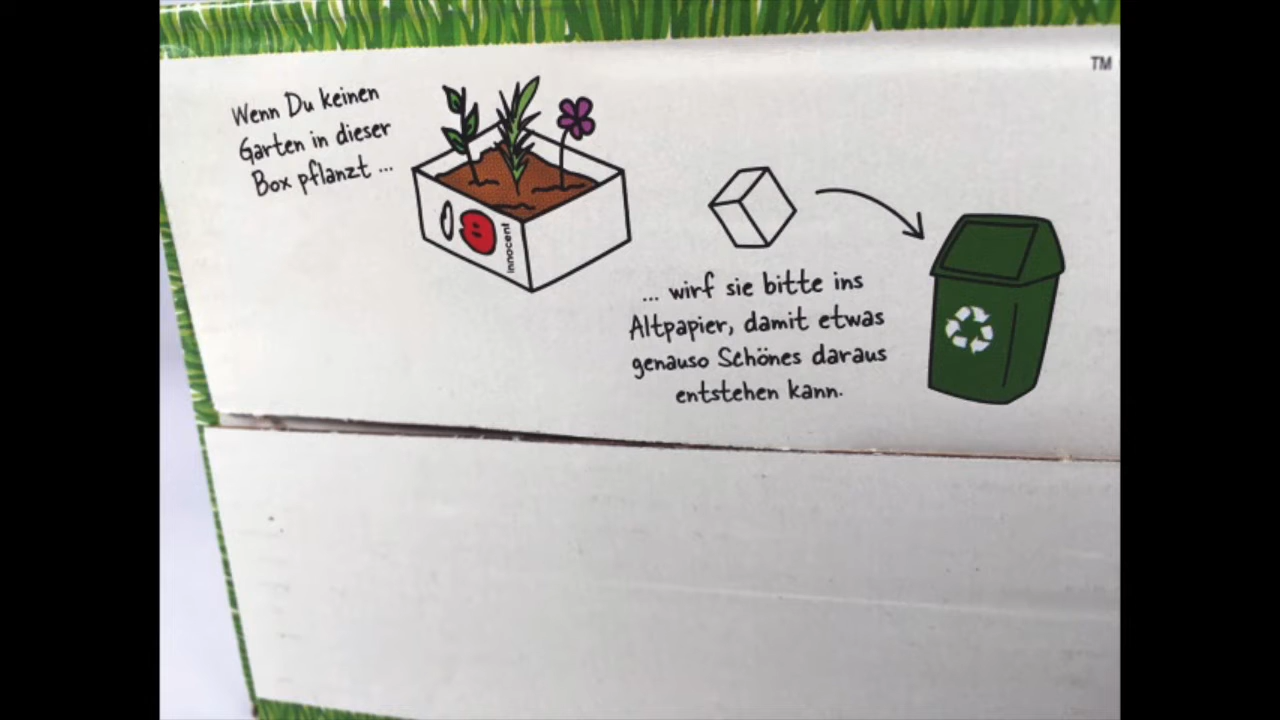 Wenn Du keinen
Garten in dieser
Box pflanzt ...
innocent
TM
... wirf sie bitte ins
Altpapier, damit etwas
genauso Schönes daraus
entstehen kann.